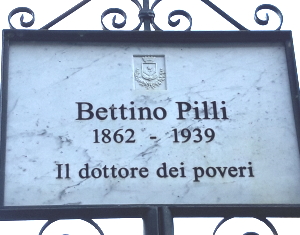 Bettino Pilli
1862 - 1939
Il dottore dei poveri